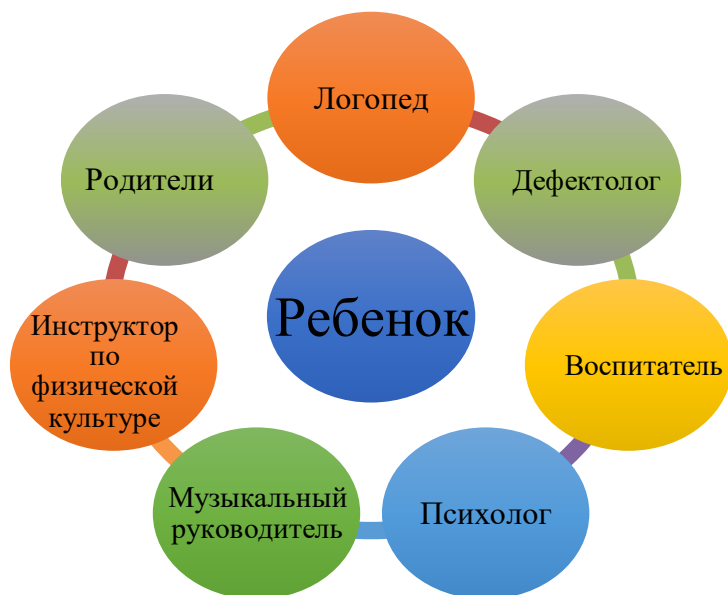 Логопед
Родители
Дефектолог
Ребенок
Инструктор
по
физической
культуре
Воспитатель
Музыкальный
руководитель
Психолог